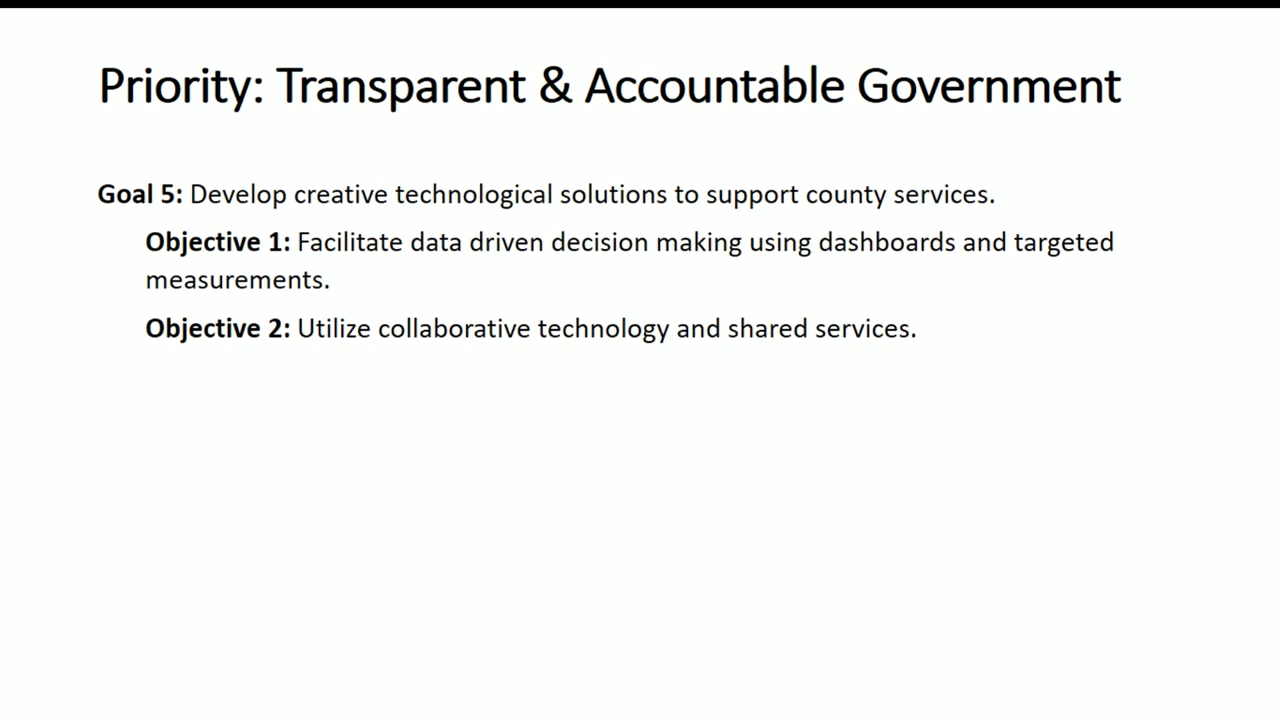 Priority: Transparent & Accountable Government
Goal 5: Develop creative technological solutions to support county services.
Objective 1: Facilitate data driven decision making using dashboards and targeted
measurements.
Objective 2: Utilize collaborative technology and shared services.